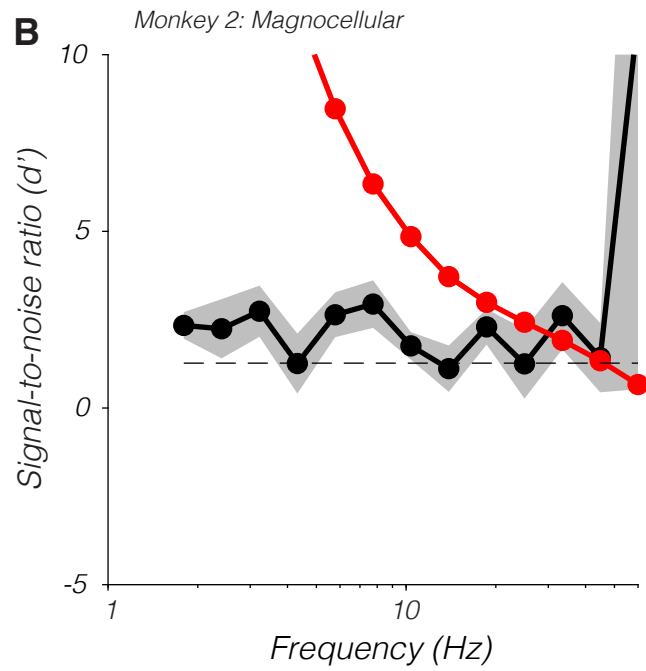 B
Monkey 2: Magnocellular
10
5
0
-5
Signal-to-noise ratio (d')
1
10
Frequency (Hz)